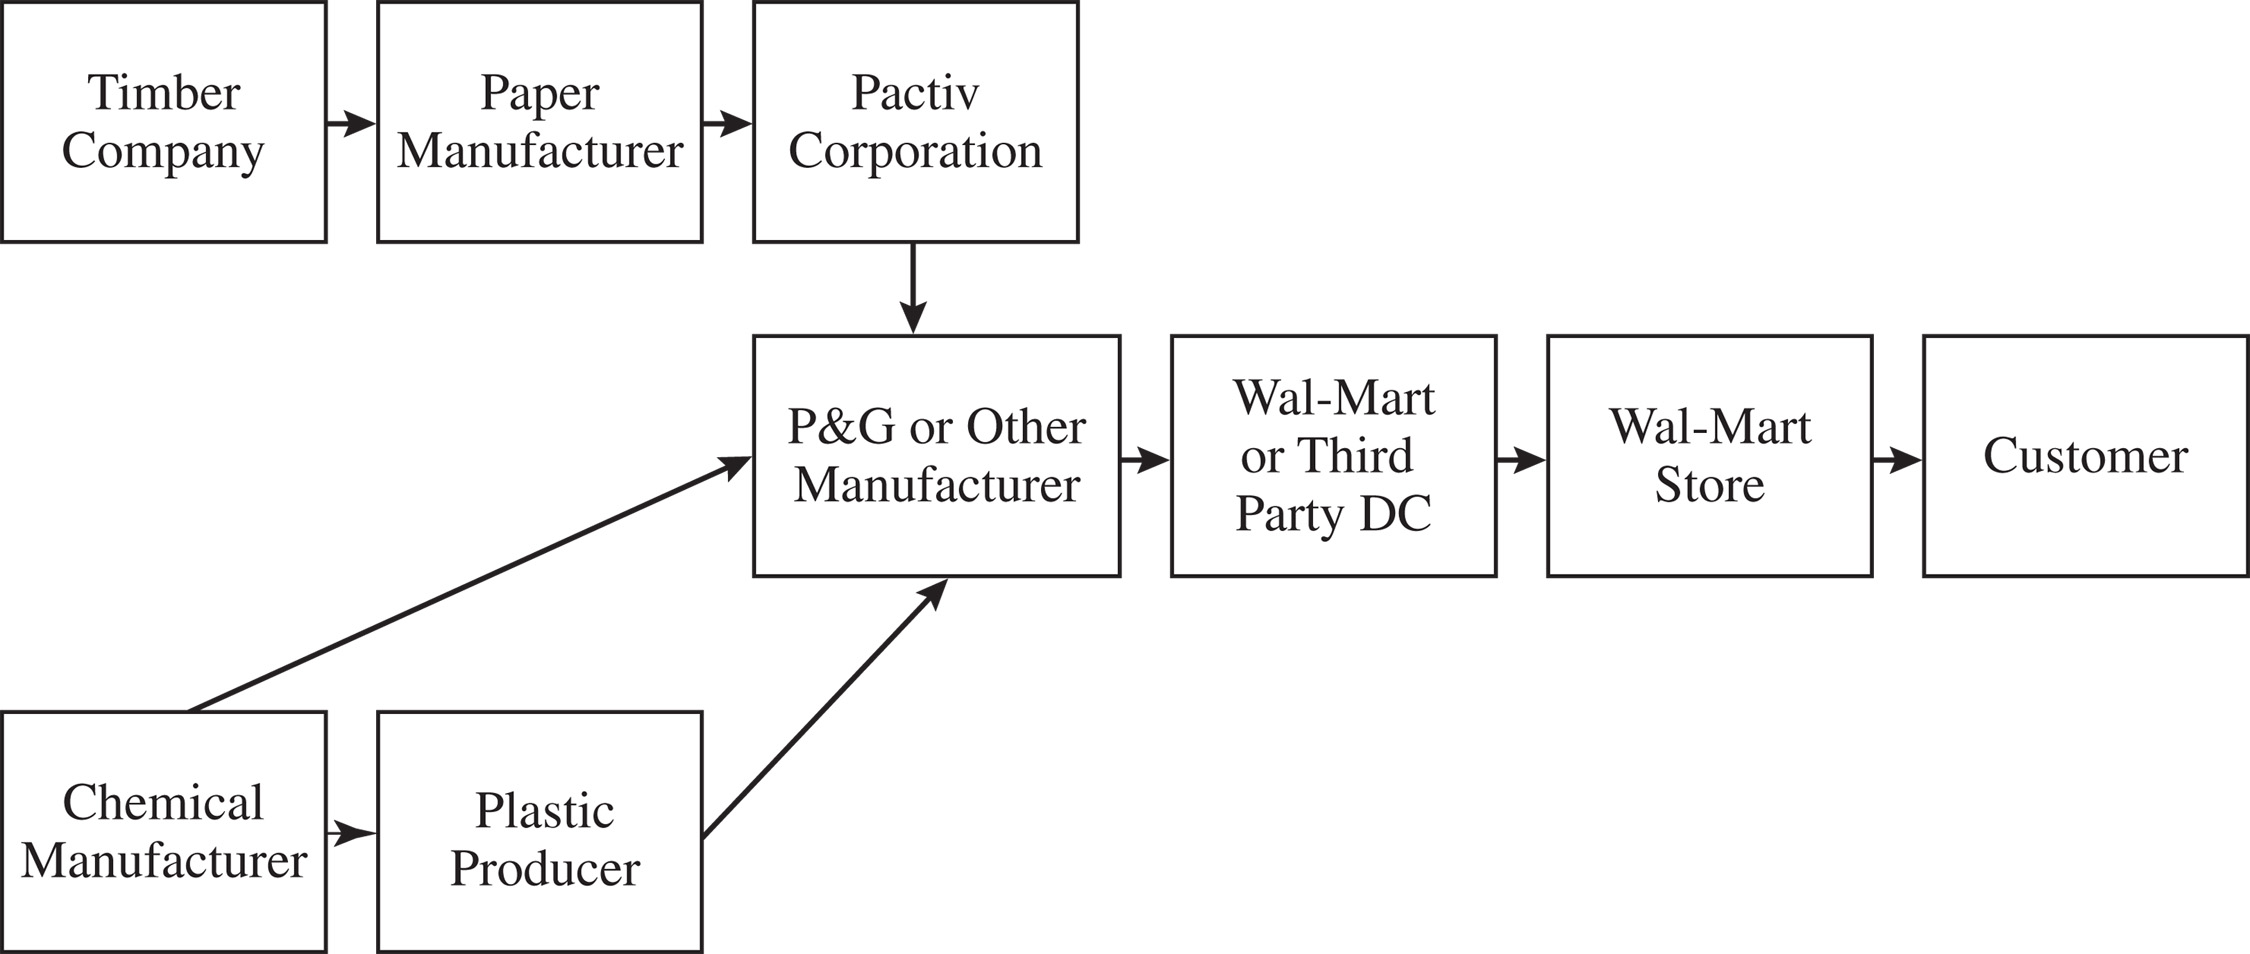 Timber
Company
Paper
Manufacturer
Pactiv
Corporation
P&G or Other
Manufacturer
Wal-Mart
or Third
Party DC
Wal-Mart
Store
Customer
Chemical
Manufacturer
Plastic
Producer